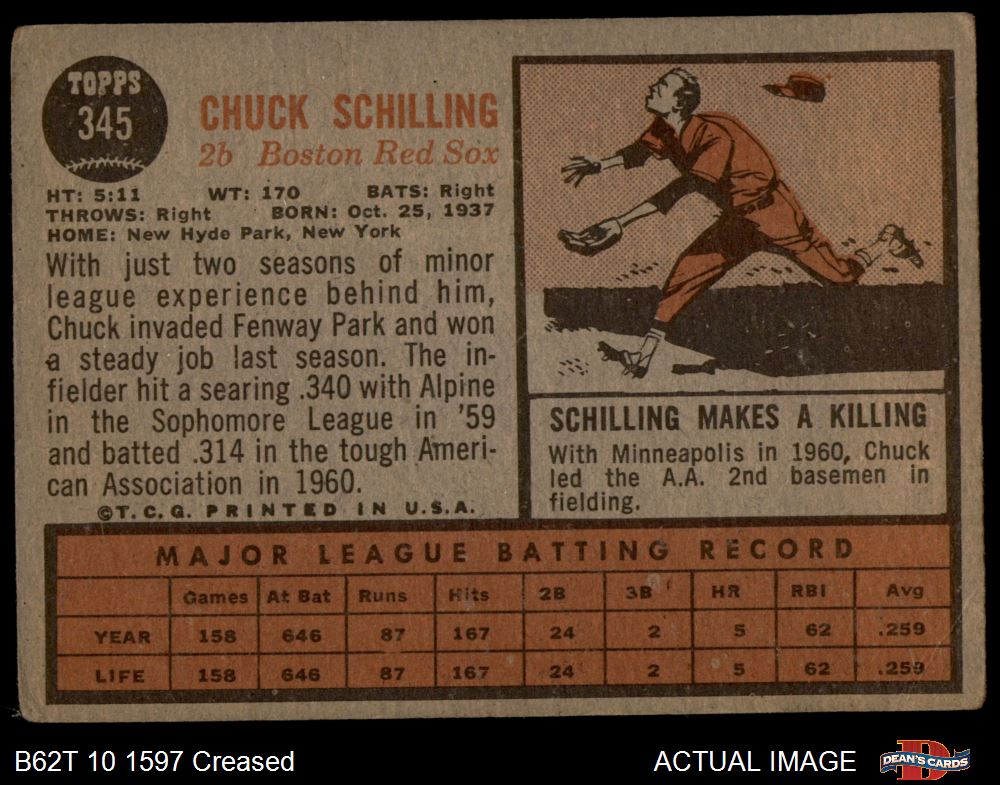 TOPPS
345
CHUCK SCHILLING
2b Boston Red Sox
HT: 5:11 WT: 170 BATS: Right
THROWS: Right BORN: Oct. 25, 1937
HOME: New Hyde Park, New York
With just two seasons of minor
league experience behind him,
Chuck invaded Fenway Park and won
a steady job last season. The in-
fielder hit a searing .340 with Alpine
in the Sophomore League in '59
and batted .314 in the tough Ameri-
can Association in 1960.
©T.C.G. PRINTED IN U.S.A.
SCHILLING MAKES A KILLING
With Minneapolis in 1960, Chuck
led the A.A. 2nd basemen in
fielding.
MAJOR LEAGUE BATTING RECORD
Games At Bat Runs Hits 2B 3B HR RBI Avg
YEAR 158 646 87 167 24 2 5 62 .259
LIFE 158 646 87 167 24 2 5 62 .259
B62T 10 1597 Creased
ACTUAL IMAGE
D
DEAN'S CARDS